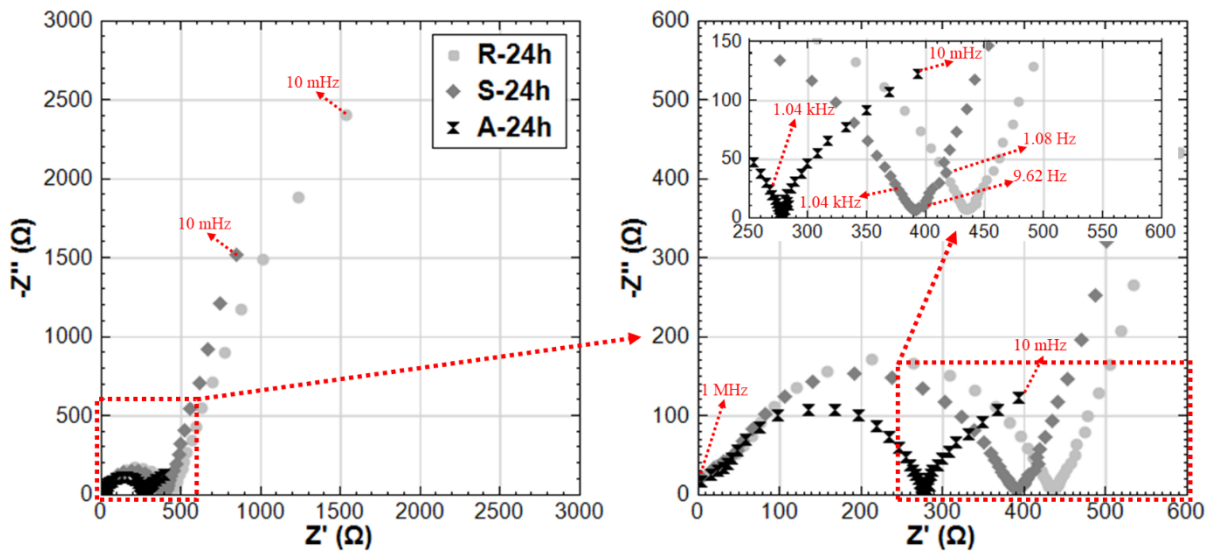 3000
2500
2000
1500
1000
500
0
-Z'' (Ω)
R-24h
S-24h
A-24h
10 mHz
10 mHz
0 500 1000 1500 2000 2500 3000
Z' (Ω)
600
500
400
300
200
100
0
-Z'' (Ω)
150
100
50
0
10 mHz
1.04 kHz
1.08 Hz
1.04 kHz
9.62 Hz
250 300 350 400 450 500 550 600
10 mHz
1 MHz
0 100 200 300 400 500 600
Z' (Ω)